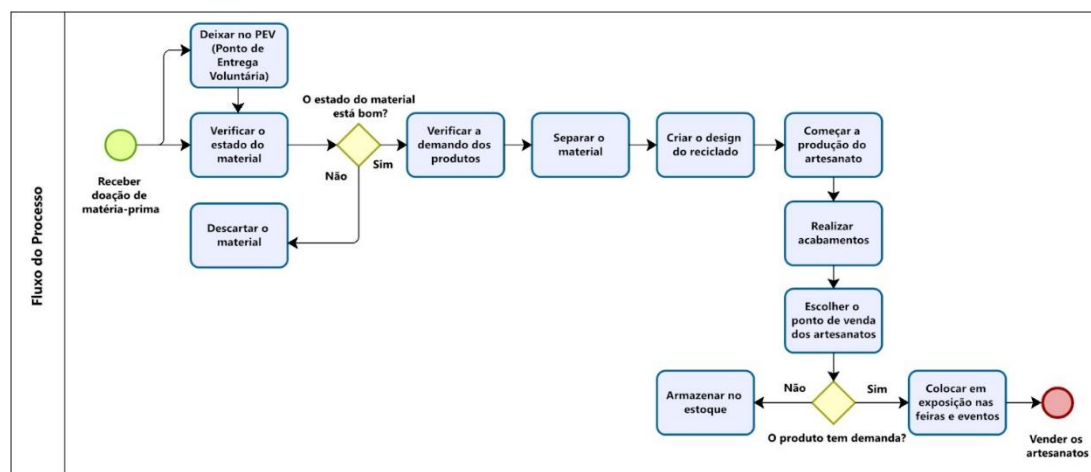 Fluxo do Processo
Receber
doação de
matéria-prima
Deixar no PEV
(Ponto de
Entrega
Voluntária)
Verificar o
estado do
material
O estado do material
está bom?
Sim
Não
Descartar o
material
Verificar a
demanda dos
produtos
Separar o
material
Criar o design
do reciclado
Começar a
produção do
artesanato
Realizar
acabamentos
Escolher o
ponto de venda
dos artesanatos
O produto tem demanda?
Não
Sim
Armazenar no
estoque
Colocar em
exposição nas
feiras e eventos
Vender os
artesanatos